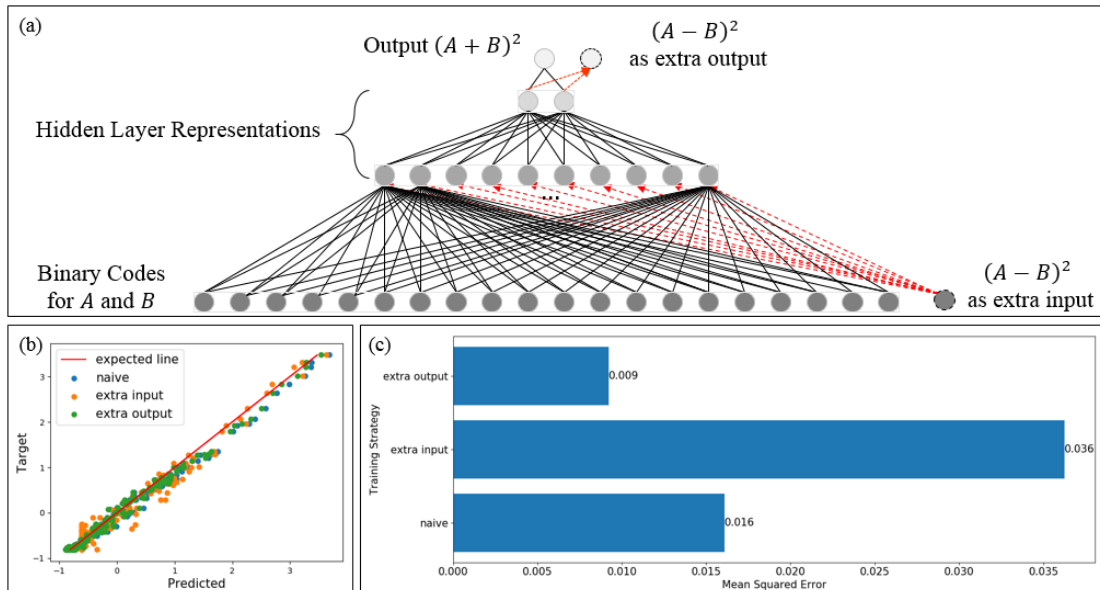 (a)
Output (A + B)²
(A − B)²
as extra output
Hidden Layer Representations
...
Binary Codes
for A and B
(A − B)²
as extra input
(b)
expected line
naive
extra input
extra output
Target
3
2
1
0
−1
−1
0
1
2
3
Predicted
(c)
Training Strategy
extra output
0.009
extra input
0.036
naive
0.016
0.000
0.005
0.010
0.015
0.020
0.025
0.030
0.035
Mean Squared Error